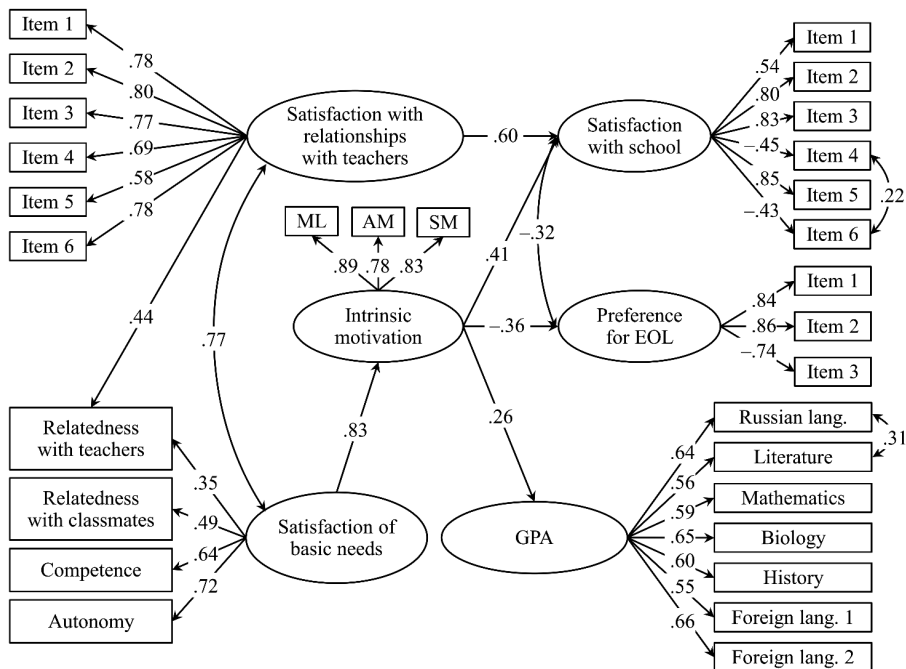 Item 1
Item 2
Item 3
Item 4
Item 5
Item 6
.78
.80
.77
.69
.58
.78
Satisfaction with
relationships
with teachers
.60
Satisfaction
with school
.54
.80
.83
–.45
.85
–.43
Item 1
Item 2
Item 3
Item 4
Item 5
Item 6
.22
ML
AM
SM
.89
.78
.83
Intrinsic
motivation
.41
–.32
–.36
Preference
for EOL
.84
.86
–.74
Item 1
Item 2
Item 3
.44
.77
.83
.26
Relatedness
with teachers
Relatedness
with classmates
Competence
Autonomy
.35
.49
.64
.72
Satisfaction of
basic needs
GPA
.64
.56
.59
.65
.60
.55
.66
Russian lang.
Literature
Mathematics
Biology
History
Foreign lang. 1
Foreign lang. 2
.31